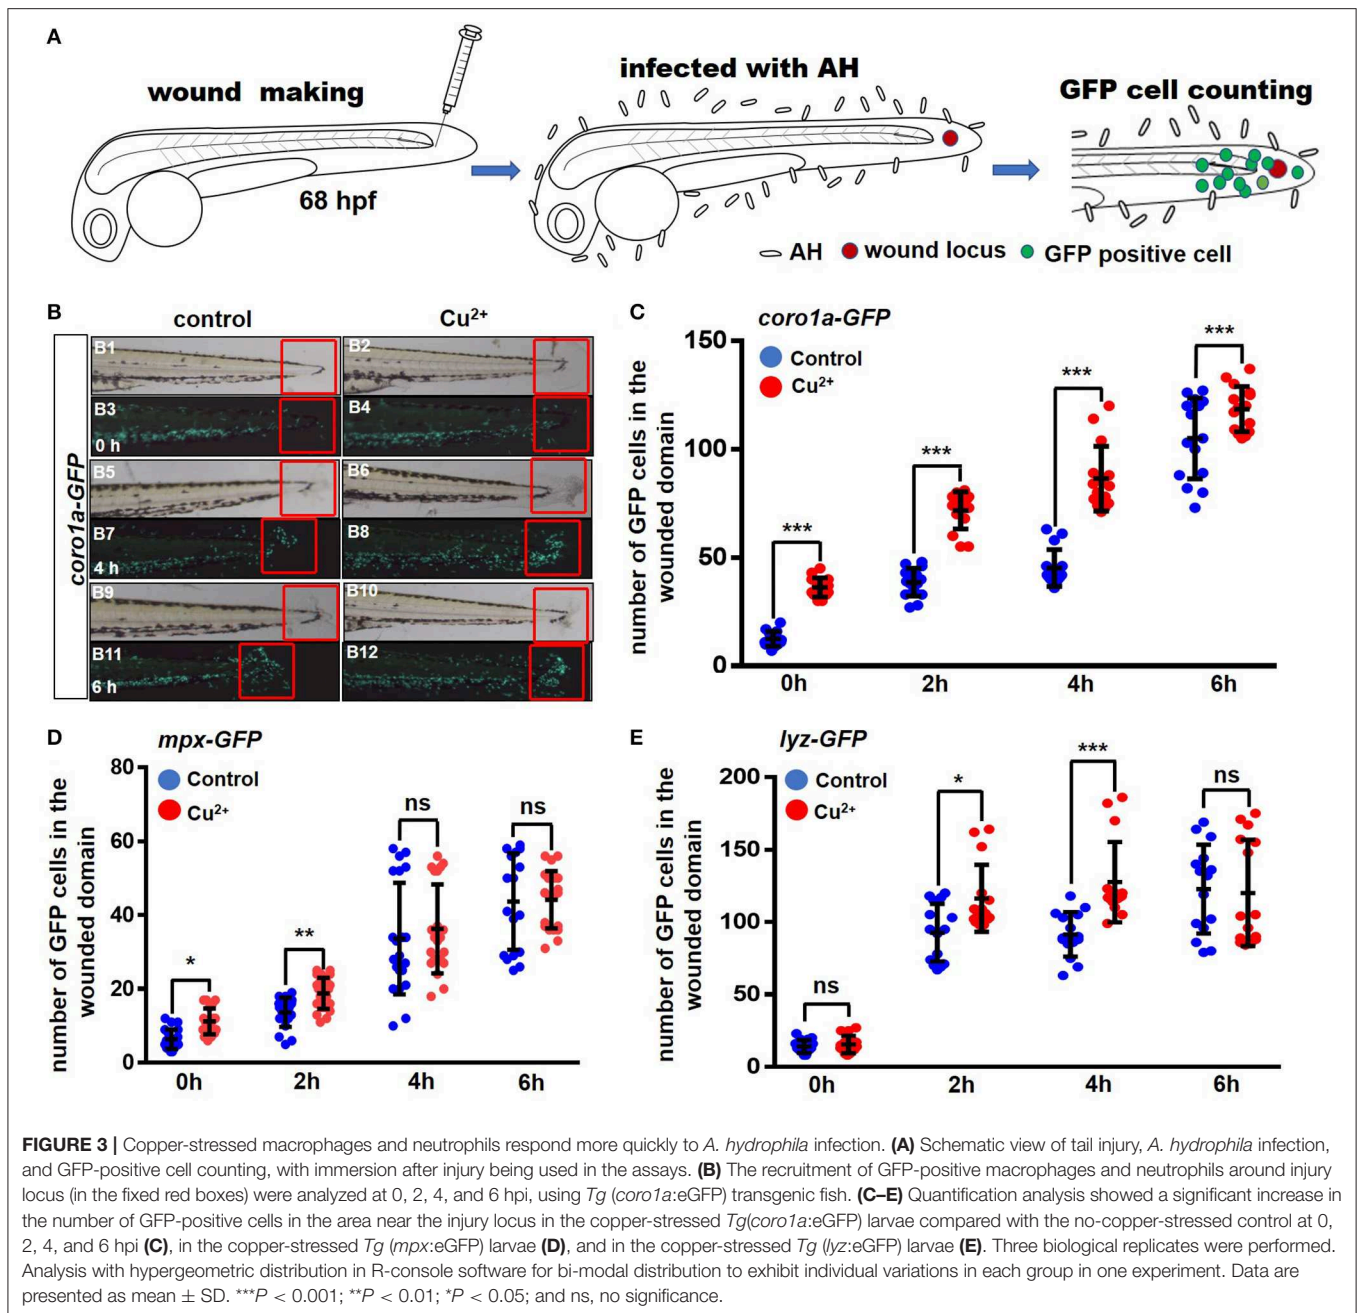 A
wound making
infected with AH
GFP cell counting
68 hpf
AH wound locus GFP positive cell
B
control Cu²⁺
coro1a-GFP
B1 B2
B3 B4
0 h
B5 B6
B7 B8
4 h
B9 B10
B11 B12
6 h
C
coro1a-GFP
Control
Cu²⁺
number of GFP cells in the
wounded domain
150
100
50
0
***
***
***
***
0h 2h 4h 6h
D
mpx-GFP
Control
Cu²⁺
number of GFP cells in the
wounded domain
80
60
40
20
0
*
**
ns
ns
0h 2h 4h 6h
E
lyz-GFP
Control
Cu²⁺
number of GFP cells in the
wounded domain
200
150
100
50
0
ns
*
***
ns
0h 2h 4h 6h
FIGURE 3 | Copper-stressed macrophages and neutrophils respond more quickly to A. hydrophila infection. (A) Schematic view of tail injury, A. hydrophila infection,
and GFP-positive cell counting, with immersion after injury being used in the assays. (B) The recruitment of GFP-positive macrophages and neutrophils around injury
locus (in the fixed red boxes) were analyzed at 0, 2, 4, and 6 hpi, using Tg (coro1a:eGFP) transgenic fish. (C–E) Quantification analysis showed a significant increase in
the number of GFP-positive cells in the area near the injury locus in the copper-stressed Tg(coro1a:eGFP) larvae compared with the no-copper-stressed control at 0,
2, 4, and 6 hpi (C), in the copper-stressed Tg (mpx:eGFP) larvae (D), and in the copper-stressed Tg (lyz:eGFP) larvae (E). Three biological replicates were performed.
Analysis with hypergeometric distribution in R-console software for bi-modal distribution to exhibit individual variations in each group in one experiment. Data are
presented as mean ± SD. ***P < 0.001; **P < 0.01; *P < 0.05; and ns, no significance.